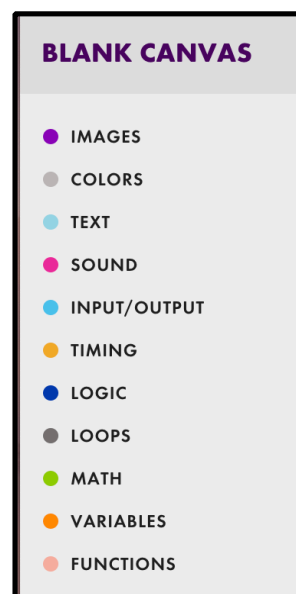 BLANK CANVAS
IMAGES
COLORS
TEXT
SOUND
INPUT/OUTPUT
TIMING
LOGIC
LOOPS
MATH
VARIABLES
FUNCTIONS